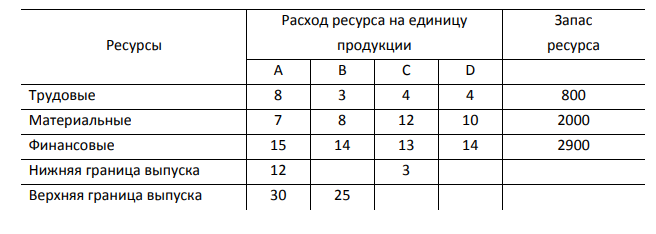 Ресурсы Расход ресурса на единицу продукции Запас ресурса
A B C D
Трудовые 8 3 4 4 800
Материальные 7 8 12 10 2000
Финансовые 15 14 13 14 2900
Нижняя граница выпуска 12 3
Верхняя граница выпуска 30 25